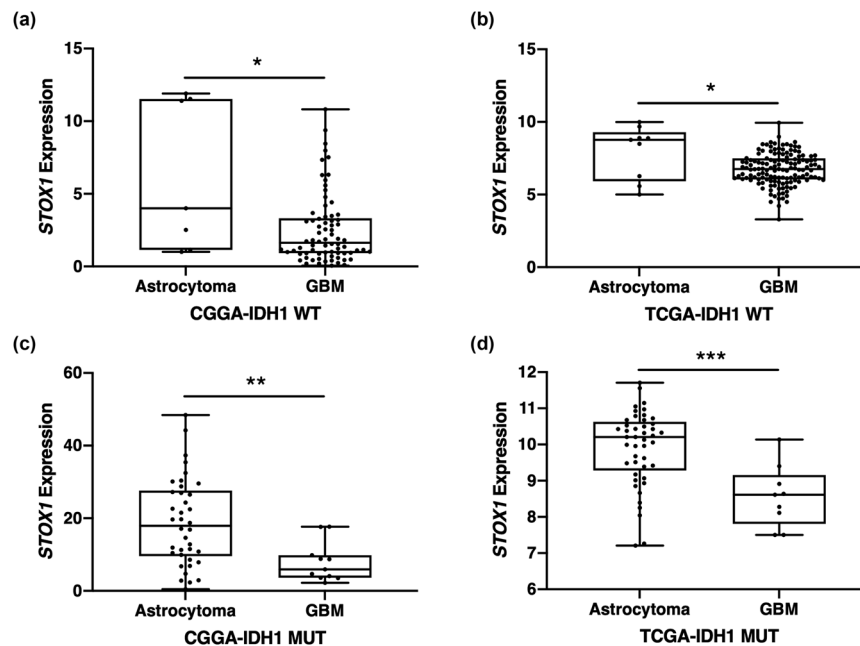 (a)
*
15
10
5
0
STOX1 Expression
Astrocytoma GBM
CGGA-IDH1 WT
(b)
*
15
10
5
0
STOX1 Expression
Astrocytoma GBM
TCGA-IDH1 WT
(c)
**
60
40
20
0
STOX1 Expression
Astrocytoma GBM
CGGA-IDH1 MUT
(d)
***
12
11
10
9
8
7
6
STOX1 Expression
Astrocytoma GBM
TCGA-IDH1 MUT